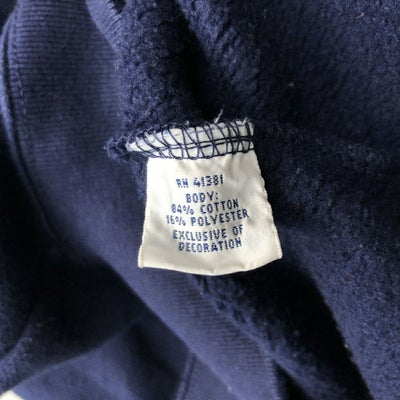 RN 41381
BODY:
84% COTTON
16% POLYESTER
EXCLUSIVE OF
DECORATION